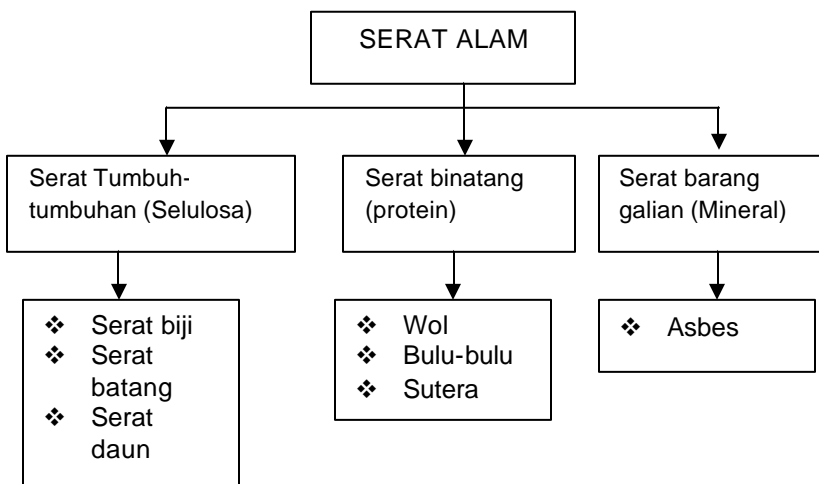 SERAT ALAM
Serat Tumbuh-
tumbuhan (Selulosa)
Serat binatang
(protein)
Serat barang
galian (Mineral)
❖ Serat biji
❖ Serat
batang
❖ Serat
daun
❖ Wol
❖ Bulu-bulu
❖ Sutera
❖ Asbes